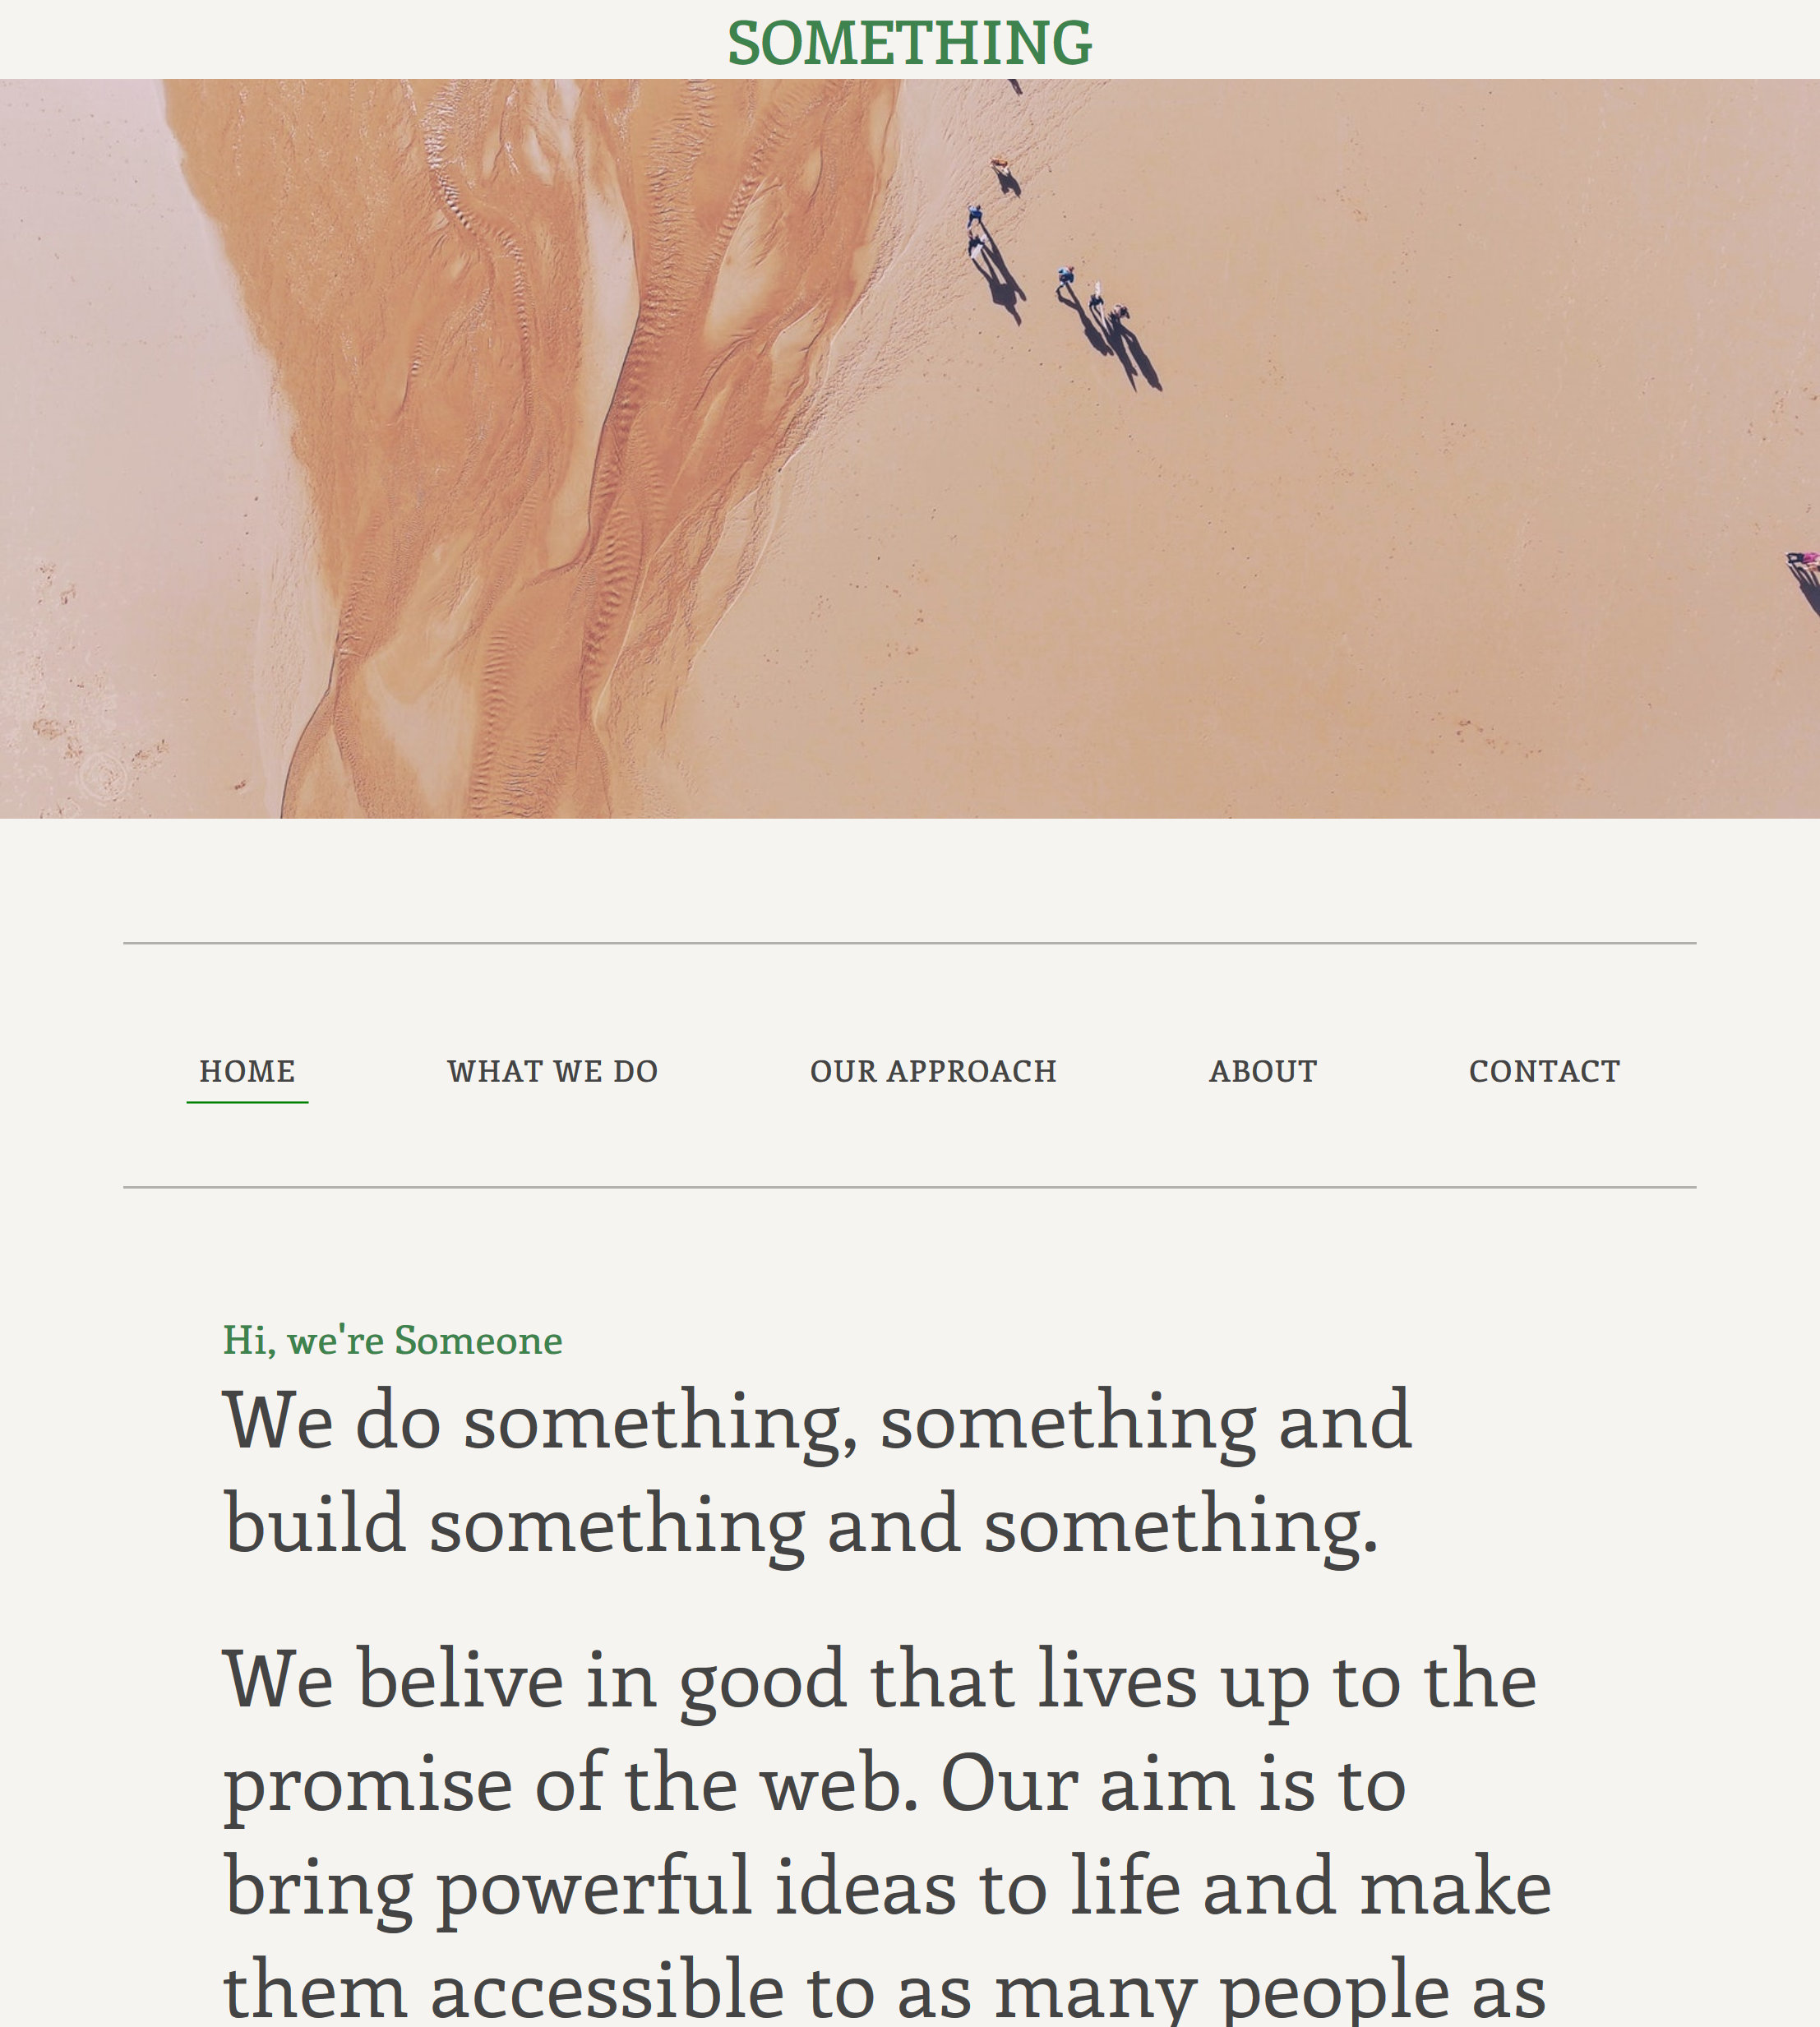 SOMETHING
HOME WHAT WE DO OUR APPROACH ABOUT CONTACT
Hi, we're Someone
We do something, something and
build something and something.
We belive in good that lives up to the
promise of the web. Our aim is to
bring powerful ideas to life and make
them accessible to as many people as